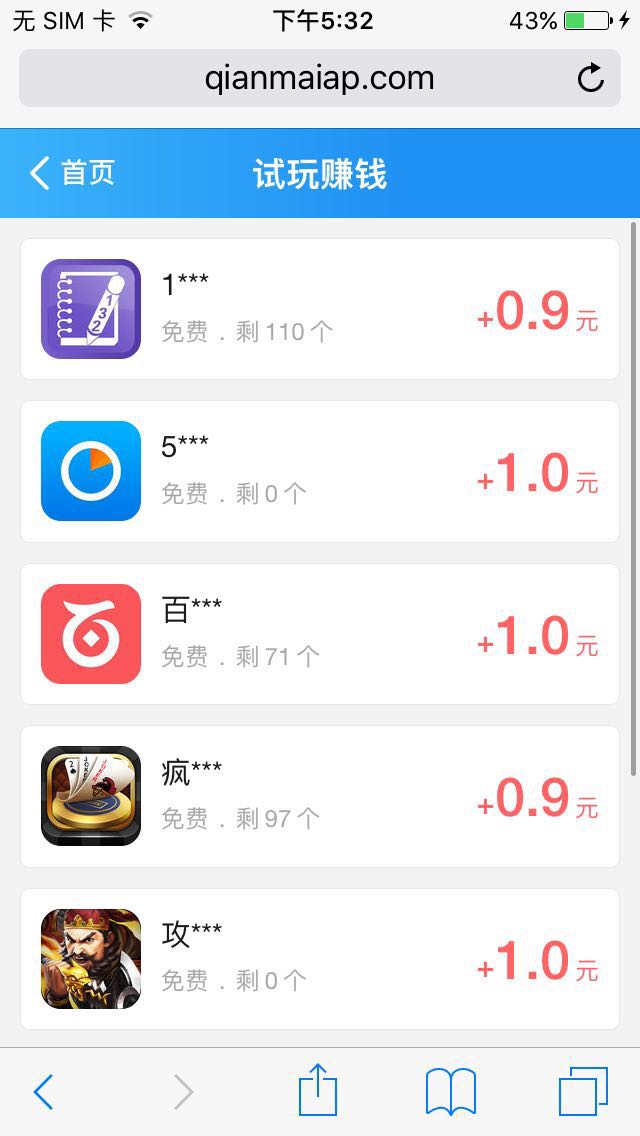 无 SIM 卡 下午5:32 43%
qianmaiap.com
首页 试玩赚钱
1***
免费 . 剩 110 个
+0.9 元
5***
免费 . 剩 0 个
+1.0 元
百***
免费 . 剩 71 个
+1.0 元
疯***
免费 . 剩 97 个
+0.9 元
攻***
免费 . 剩 0 个
+1.0 元